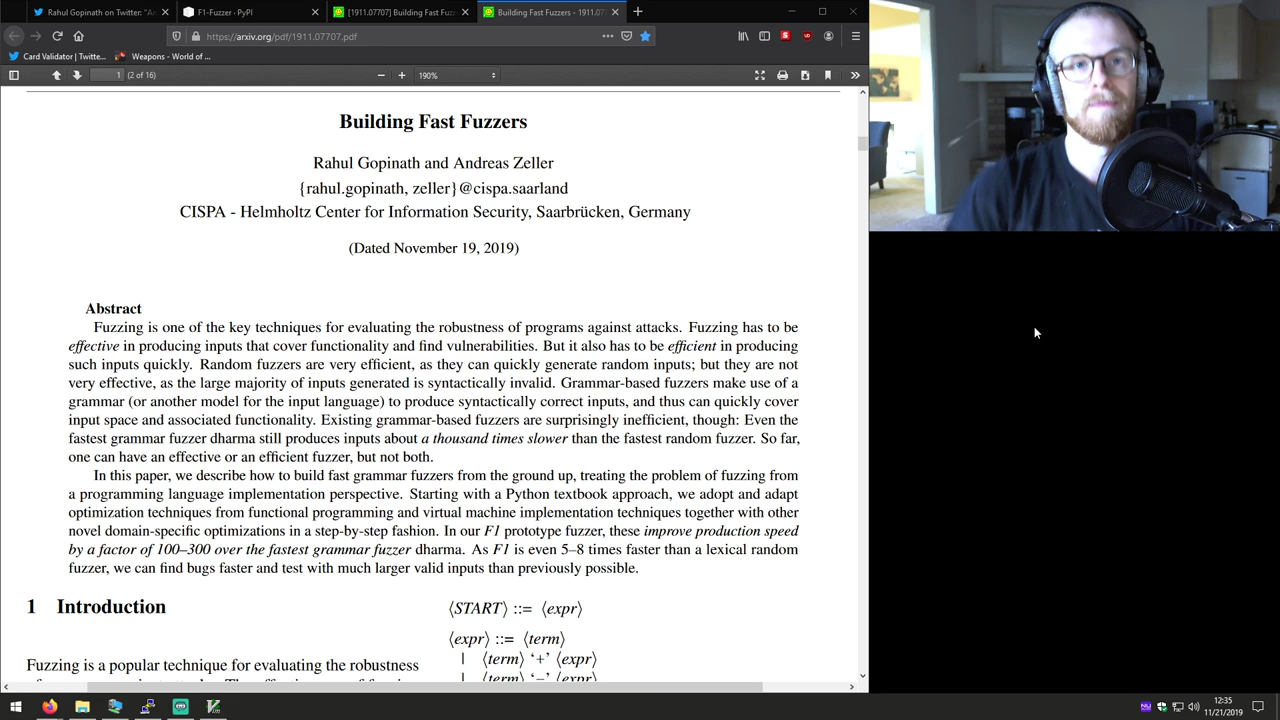 Rahul Gopinath on Twitter: "An
F1-Fuzzer · PyPI
[1911.07707] Building Fast Fuzz
Building Fast Fuzzers - 1911.077
https://arxiv.org/pdf/1911.07707.pdf
Card Validator | Twitte...
Weapons - World of ...
1
(2 of 16)
190%
Building Fast Fuzzers
Rahul Gopinath and Andreas Zeller
{rahul.gopinath, zeller}@cispa.saarland
CISPA - Helmholtz Center for Information Security, Saarbrücken, Germany
(Dated November 19, 2019)
Abstract
Fuzzing is one of the key techniques for evaluating the robustness of programs against attacks. Fuzzing has to be
effective in producing inputs that cover functionality and find vulnerabilities. But it also has to be efficient in producing
such inputs quickly. Random fuzzers are very efficient, as they can quickly generate random inputs; but they are not
very effective, as the large majority of inputs generated is syntactically invalid. Grammar-based fuzzers make use of a
grammar (or another model for the input language) to produce syntactically correct inputs, and thus can quickly cover
input space and associated functionality. Existing grammar-based fuzzers are surprisingly inefficient, though: Even the
fastest grammar fuzzer dharma still produces inputs about a thousand times slower than the fastest random fuzzer. So far,
one can have an effective or an efficient fuzzer, but not both.
In this paper, we describe how to build fast grammar fuzzers from the ground up, treating the problem of fuzzing from
a programming language implementation perspective. Starting with a Python textbook approach, we adopt and adapt
optimization techniques from functional programming and virtual machine implementation techniques together with other
novel domain-specific optimizations in a step-by-step fashion. In our F1 prototype fuzzer, these improve production speed
by a factor of 100–300 over the fastest grammar fuzzer dharma. As F1 is even 5–8 times faster than a lexical random
fuzzer, we can find bugs faster and test with much larger valid inputs than previously possible.
1 Introduction
Fuzzing is a popular technique for evaluating the robustness
⟨START⟩ ::= ⟨expr⟩
⟨expr⟩ ::= ⟨term⟩
| ⟨term⟩ ‘+’ ⟨expr⟩
| ⟨term⟩ ‘−’ ⟨expr⟩
12:35
11/21/2019